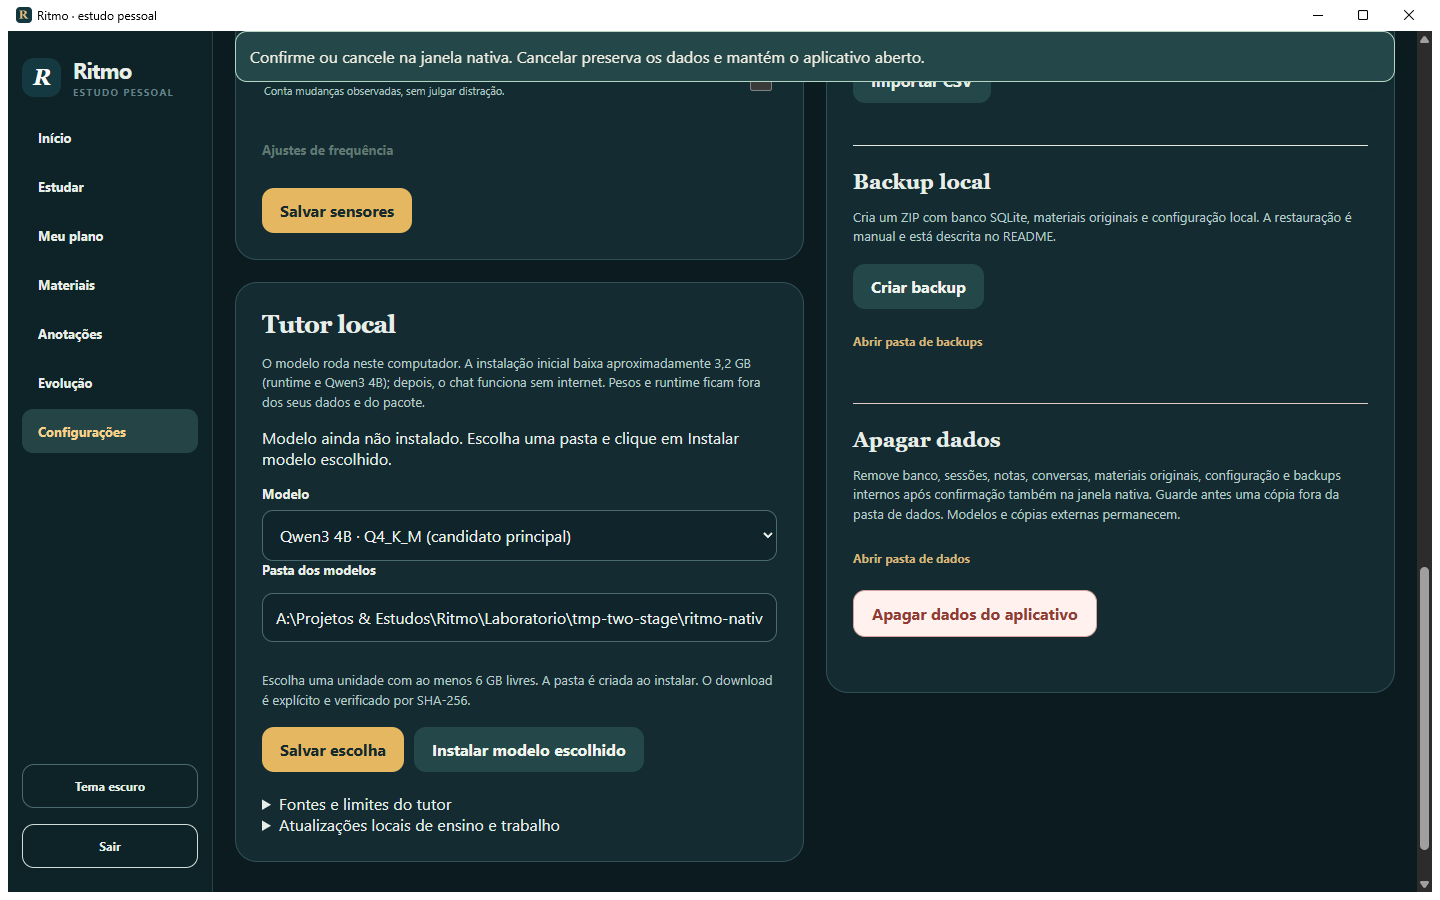 Ritmo · estudo pessoal
R
Ritmo
ESTUDO PESSOAL
Início
Estudar
Meu plano
Materiais
Anotações
Evolução
Configurações
Tema escuro
Sair
Confirme ou cancele na janela nativa. Cancelar preserva os dados e mantém o aplicativo aberto.
Conta mudanças observadas, sem julgar distração.
Ajustes de frequência
Salvar sensores
Tutor local
O modelo roda neste computador. A instalação inicial baixa aproximadamente 3,2 GB
(runtime e Qwen3 4B); depois, o chat funciona sem internet. Pesos e runtime ficam fora
dos seus dados e do pacote.
Modelo ainda não instalado. Escolha uma pasta e clique em Instalar
modelo escolhido.
Modelo
Qwen3 4B · Q4_K_M (candidato principal)
Pasta dos modelos
A:\Projetos & Estudos\Ritmo\Laboratorio\tmp-two-stage\ritmo-nativ
Escolha uma unidade com ao menos 6 GB livres. A pasta é criada ao instalar. O download
é explícito e verificado por SHA-256.
Salvar escolha
Instalar modelo escolhido
Fontes e limites do tutor
Atualizações locais de ensino e trabalho
Importar CSV
Backup local
Cria um ZIP com banco SQLite, materiais originais e configuração local. A restauração é
manual e está descrita no README.
Criar backup
Abrir pasta de backups
Apagar dados
Remove banco, sessões, notas, conversas, materiais originais, configuração e backups
internos após confirmação também na janela nativa. Guarde antes uma cópia fora da
pasta de dados. Modelos e cópias externas permanecem.
Abrir pasta de dados
Apagar dados do aplicativo